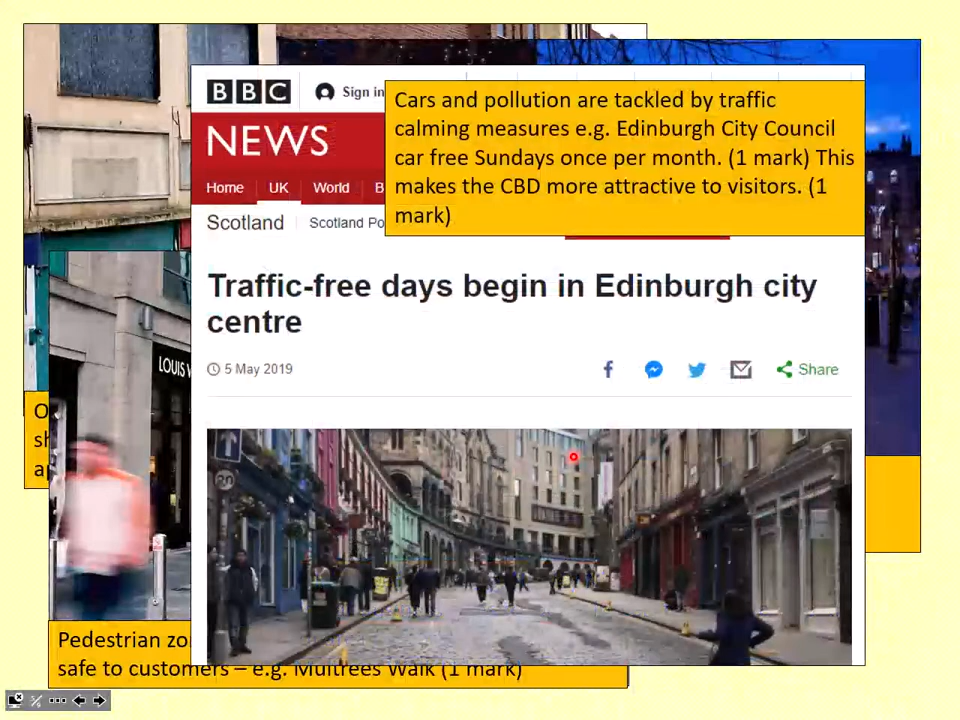 BBC
Sign in
NEWS
Home UK World B
Scotland Scotland Po
Cars and pollution are tackled by traffic
calming measures e.g. Edinburgh City Council
car free Sundays once per month. (1 mark) This
makes the CBD more attractive to visitors. (1
mark)
Traffic-free days begin in Edinburgh city
centre
5 May 2019
Share
LOUIS
20
O
sh
ap
Pedestrian zo
safe to customers – e.g. Multrees Walk (1 mark)